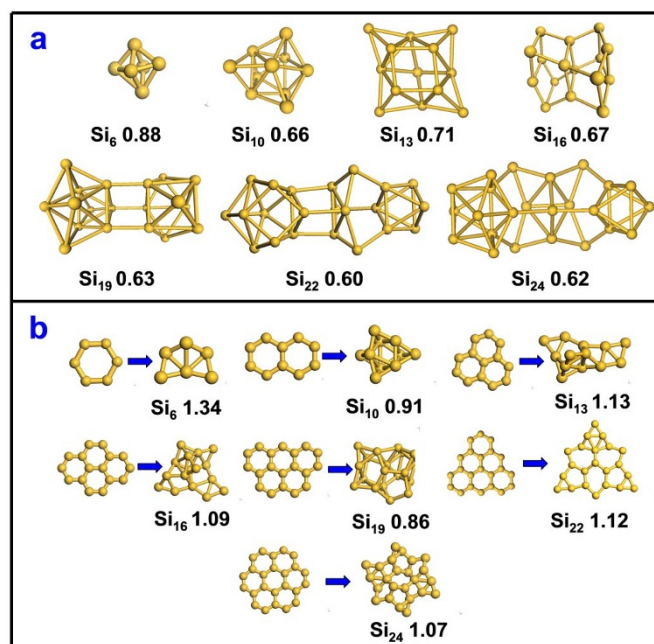 a
Si₆ 0.88
Si₁₀ 0.66
Si₁₃ 0.71
Si₁₆ 0.67
Si₁₉ 0.63
Si₂₂ 0.60
Si₂₄ 0.62
b
Si₆ 1.34
Si₁₀ 0.91
Si₁₃ 1.13
Si₁₆ 1.09
Si₁₉ 0.86
Si₂₂ 1.12
Si₂₄ 1.07